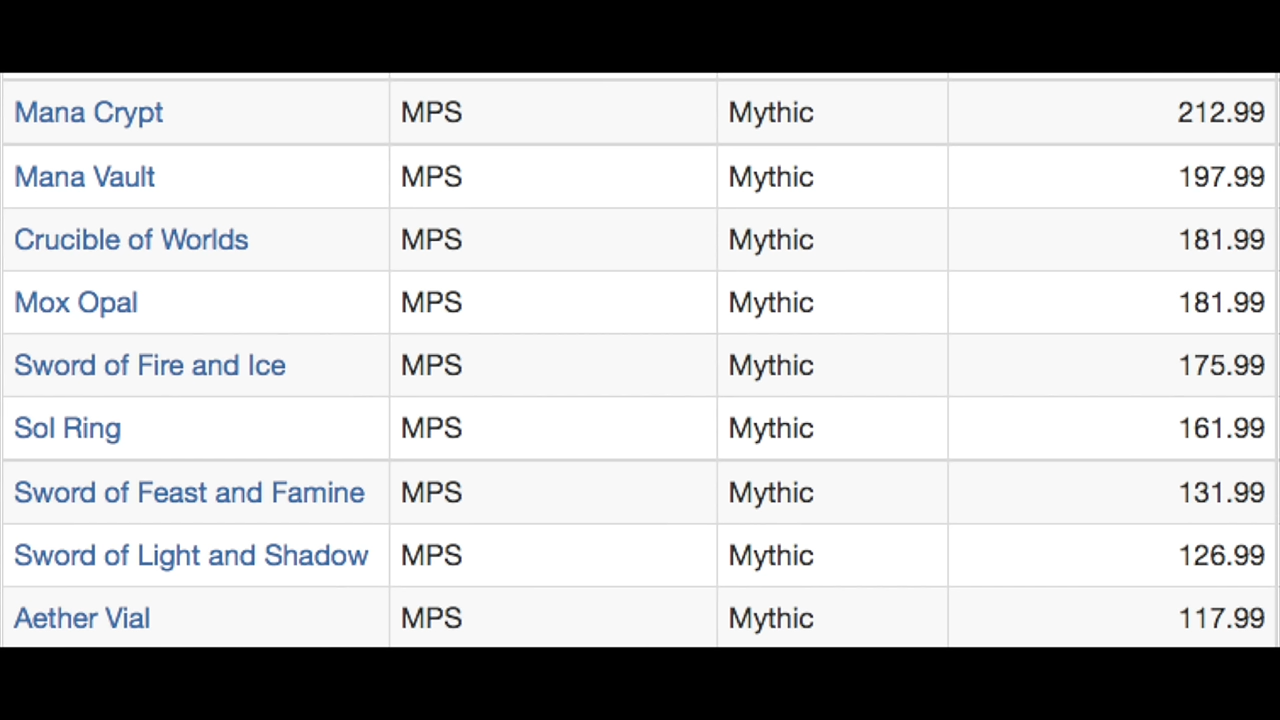 Mana Crypt MPS Mythic 212.99
Mana Vault MPS Mythic 197.99
Crucible of Worlds MPS Mythic 181.99
Mox Opal MPS Mythic 181.99
Sword of Fire and Ice MPS Mythic 175.99
Sol Ring MPS Mythic 161.99
Sword of Feast and Famine MPS Mythic 131.99
Sword of Light and Shadow MPS Mythic 126.99
Aether Vial MPS Mythic 117.99